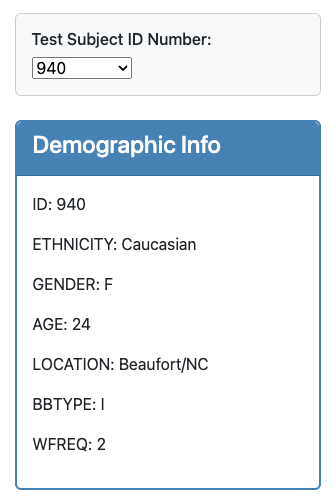 Test Subject ID Number:
940
Demographic Info
ID: 940
ETHNICITY: Caucasian
GENDER: F
AGE: 24
LOCATION: Beaufort/NC
BBTYPE: I
WFREQ: 2